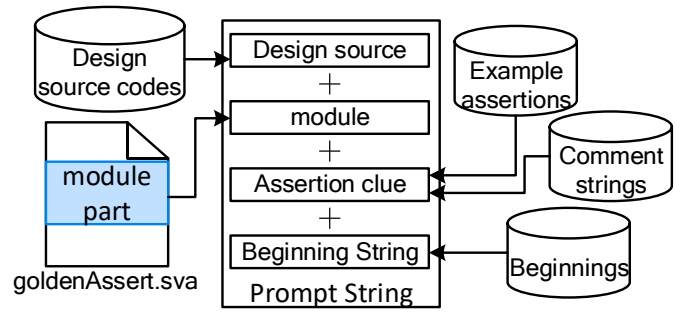 Design
source codes
module
part
goldenAssert.sva
Design source
+
module
+
Assertion clue
+
Beginning String
Prompt String
Example
assertions
Comment
strings
Beginnings